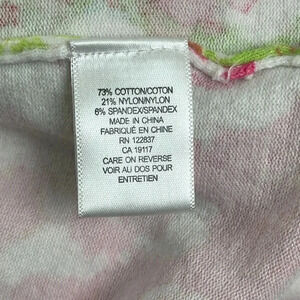 73% COTTON/COTON
21% NYLON/NYLON
6% SPANDEX/SPANDEX
MADE IN CHINA
FABRIQUÉ EN CHINE
RN 122837
CA 19117
CARE ON REVERSE
VOIR AU DOS POUR
ENTRETIEN